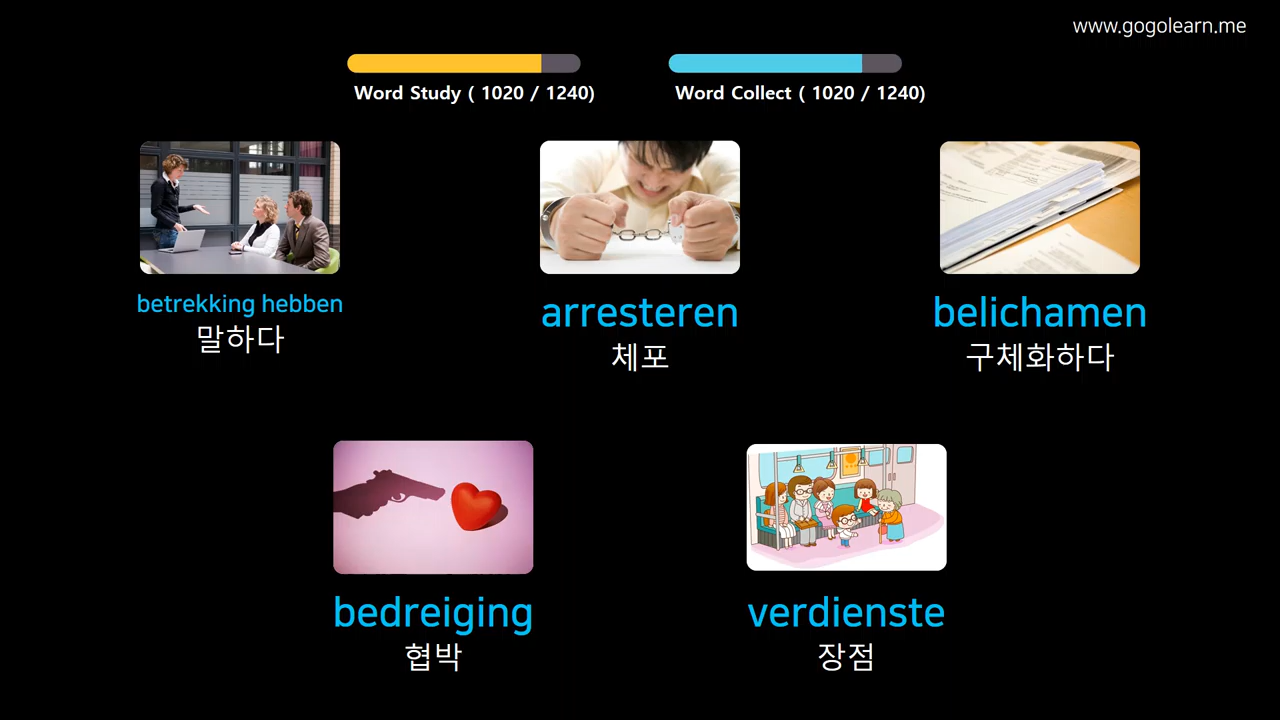 www.gogolearn.me
Word Study ( 1020 / 1240)
Word Collect ( 1020 / 1240)
betrekking hebben
말하다
arresteren
체포
belichamen
구체화하다
bedreiging
협박
verdienste
장점